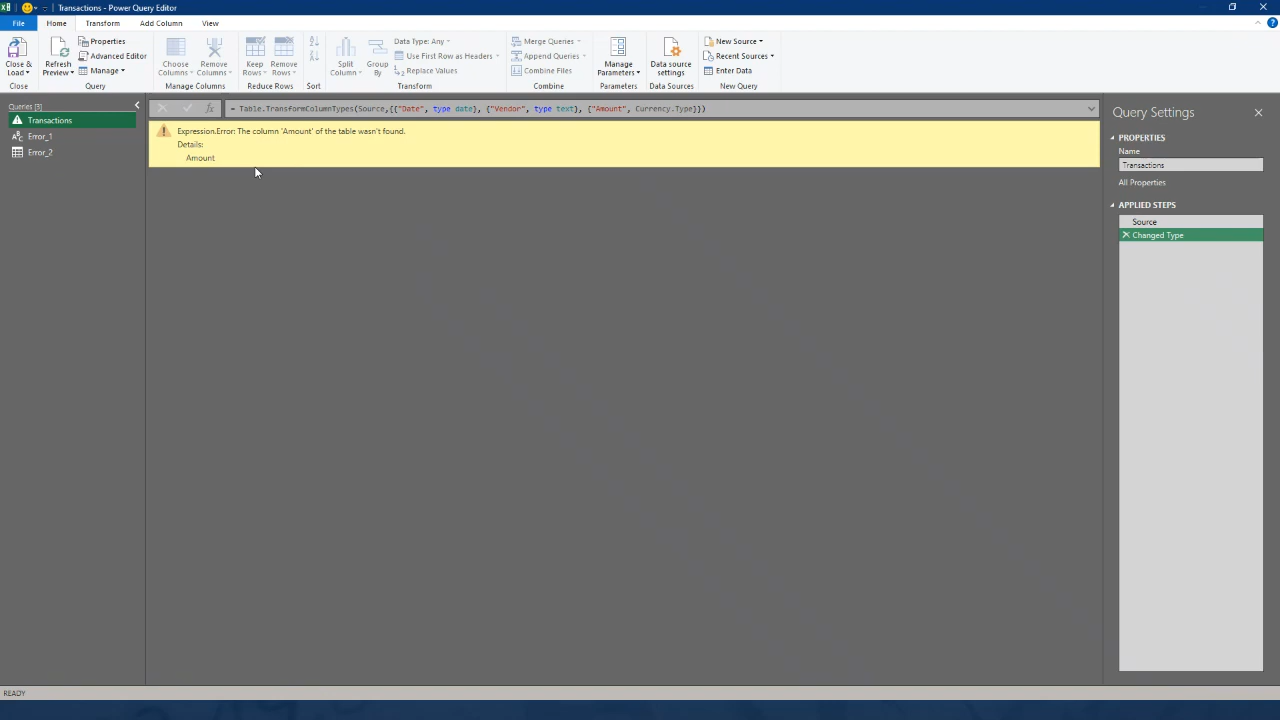 Transactions - Power Query Editor
File Home Transform Add Column View
Close & Load
Close
Refresh Preview
Properties
Advanced Editor
Manage
Query
Choose Columns
Remove Columns
Manage Columns
Keep Rows
Remove Rows
Reduce Rows
Sort
Split Column
Group By
Data Type: Any
Use First Row as Headers
Replace Values
Transform
Merge Queries
Append Queries
Combine Files
Combine
Manage Parameters
Parameters
Data source settings
Data Sources
New Source
Recent Sources
Enter Data
New Query
Queries [3]
Transactions
Error_1
Error_2
fx
= Table.TransformColumnTypes(Source,{{"Date", type date}, {"Vendor", type text}, {"Amount", Currency.Type}})
Expression.Error: The column 'Amount' of the table wasn't found.
Details:
Amount
Query Settings
PROPERTIES
Name
Transactions
All Properties
APPLIED STEPS
Source
Changed Type
READY